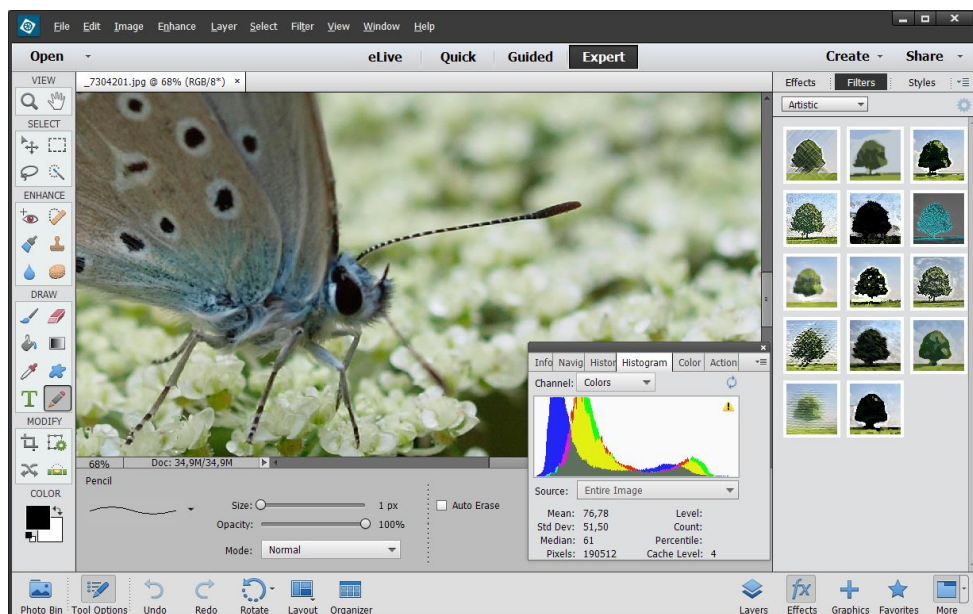 File Edit Image Enhance Layer Select Filter View Window Help
Open eLive Quick Guided Expert Create Share
VIEW
_7304201.jpg @ 68% (RGB/8*) ×
Effects Filters Styles
Artistic
SELECT
ENHANCE
DRAW
T
MODIFY
COLOR
Info Navig Histor Histogram Color Action
Channel: Colors
Source: Entire Image
Mean: 76,78 Level:
Std Dev: 51,50 Count:
Median: 61 Percentile:
Pixels: 190512 Cache Level: 4
68% Doc: 34,9M/34,9M
Pencil
Size: 1 px Auto Erase
Opacity: 100%
Mode: Normal
Photo Bin Tool Options Undo Redo Rotate Layout Organizer Layers fx Effects Graphics Favorites More